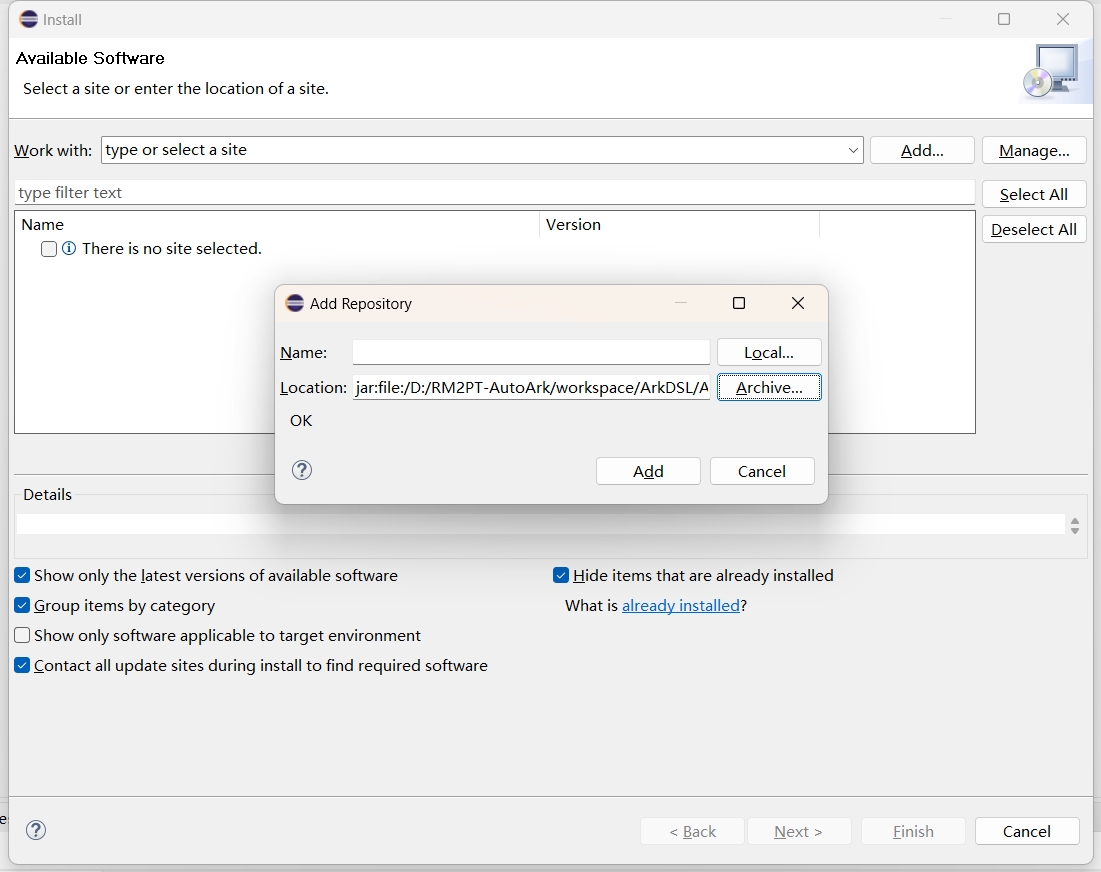 Install
Available Software
Select a site or enter the location of a site.
Work with: type or select a site Add... Manage...
type filter text Select All
Name Version Deselect All
There is no site selected.
Add Repository
Name: Local...
Location: jar:file:/D:/RM2PT-AutoArk/workspace/ArkDSL/A Archive...
OK
? Add Cancel
Details
Show only the latest versions of available software Hide items that are already installed
Group items by category What is already installed?
Show only software applicable to target environment
Contact all update sites during install to find required software
? < Back Next > Finish Cancel